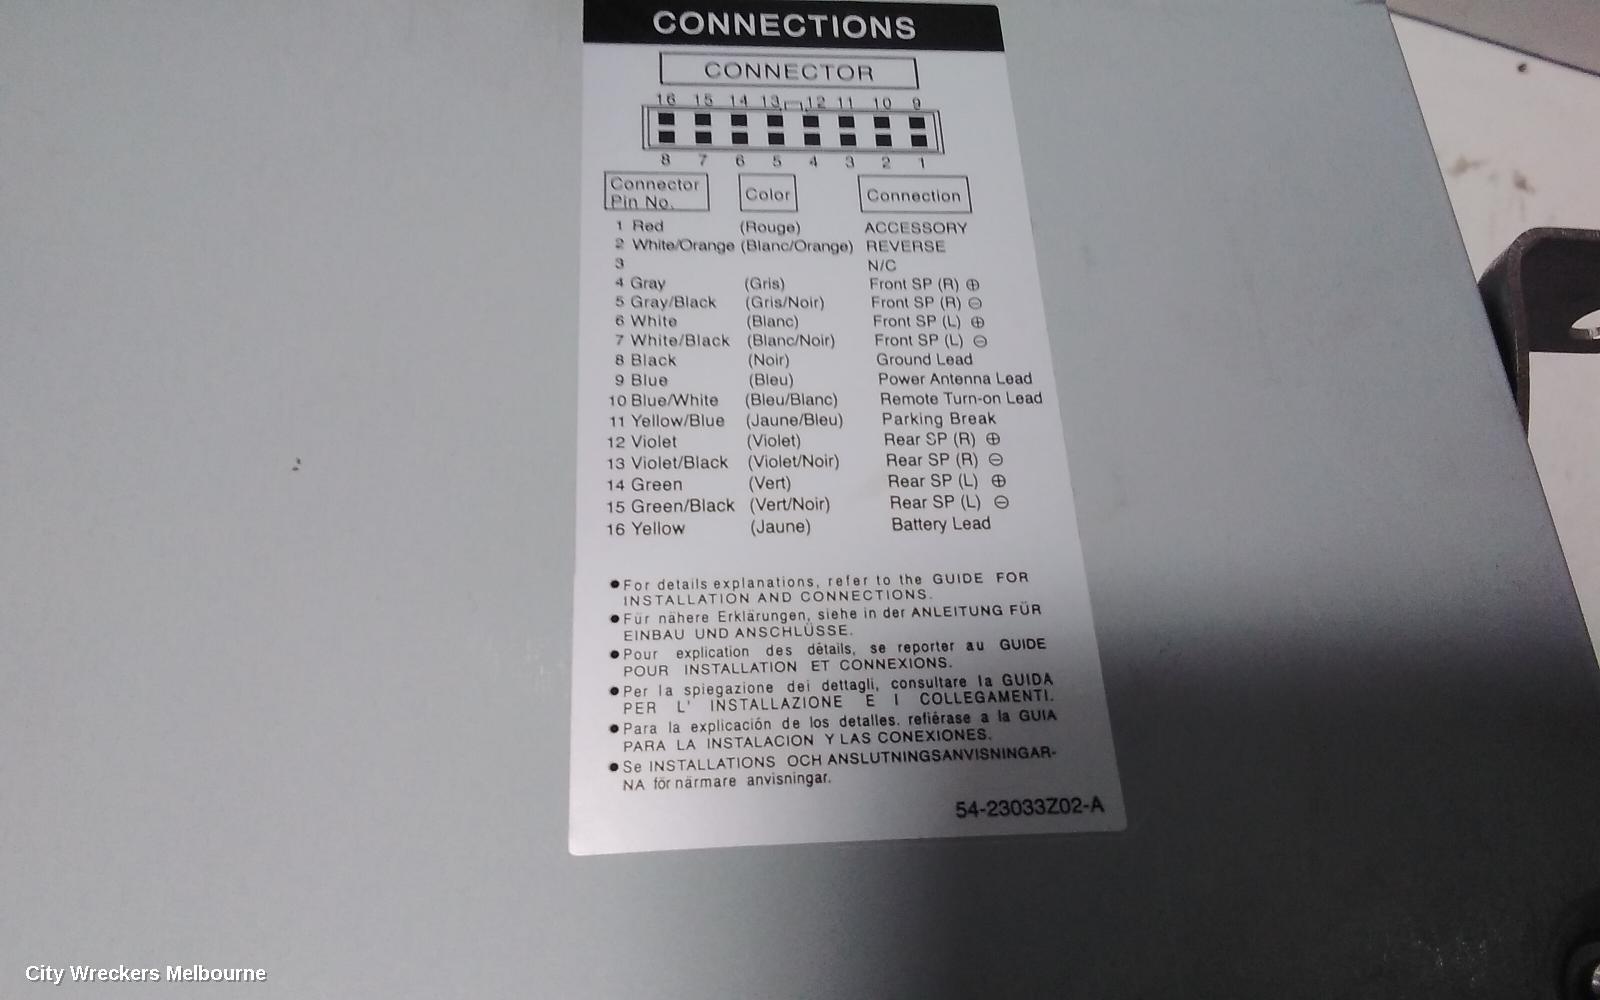 CONNECTIONS
CONNECTOR
16 15 14 13 12 11 10 9
8 7 6 5 4 3 2 1
Connector Pin No. Color Connection
1 Red (Rouge) ACCESSORY
2 White/Orange (Blanc/Orange) REVERSE
3 N/C
4 Gray (Gris) Front SP (R) ⊕
5 Gray/Black (Gris/Noir) Front SP (R) ⊖
6 White (Blanc) Front SP (L) ⊕
7 White/Black (Blanc/Noir) Front SP (L) ⊖
8 Black (Noir) Ground Lead
9 Blue (Bleu) Power Antenna Lead
10 Blue/White (Bleu/Blanc) Remote Turn-on Lead
11 Yellow/Blue (Jaune/Bleu) Parking Break
12 Violet (Violet) Rear SP (R) ⊕
13 Violet/Black (Violet/Noir) Rear SP (R) ⊖
14 Green (Vert) Rear SP (L) ⊕
15 Green/Black (Vert/Noir) Rear SP (L) ⊖
16 Yellow (Jaune) Battery Lead
●For details explanations, refer to the GUIDE FOR
INSTALLATION AND CONNECTIONS.
●Für nähere Erklärungen, siehe in der ANLEITUNG FÜR
EINBAU UND ANSCHLÜSSE.
●Pour explication des détails, se reporter au GUIDE
POUR INSTALLATION ET CONNEXIONS.
●Per la spiegazione dei dettagli, consultare la GUIDA
PER L' INSTALLAZIONE E I COLLEGAMENTI.
●Para la explicación de los detalles. refiérase a la GUIA
PARA LA INSTALACION Y LAS CONEXIONES.
●Se INSTALLATIONS OCH ANSLUTNINGSANVISNINGAR-
NA för närmare anvisningar.
54-23033Z02-A
City Wreckers Melbourne